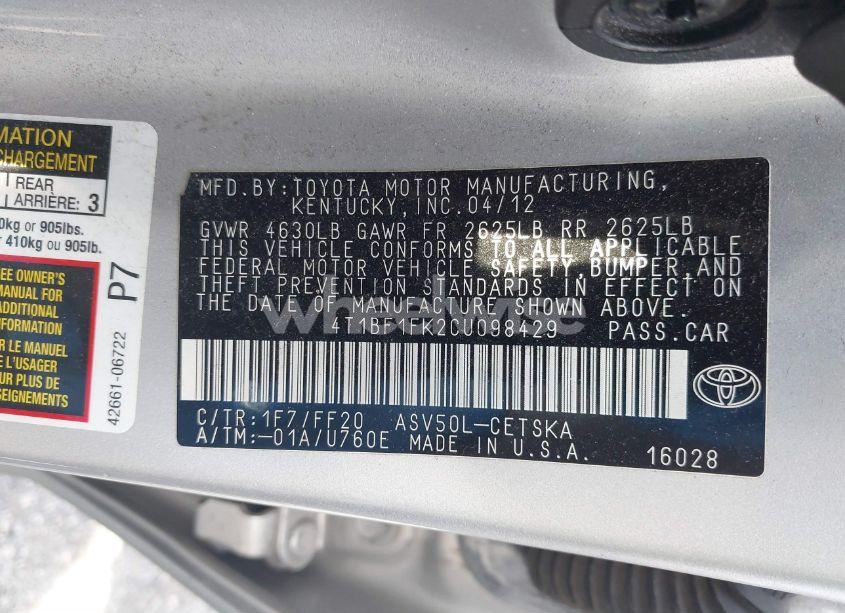 MATION
CHARGEMENT
REAR
ARRIÈRE: 3
0kg or 905lbs.
r 410kg ou 905lb.
EE OWNER'S
MANUAL FOR
ADDITIONAL
FORMATION
R LE MANUEL
E L'USAGER
R PLUS DE
SEIGNEMENTS
P7
42661-06722
MFD.BY:TOYOTA MOTOR MANUFACTURING,
KENTUCKY,INC.04/12
GVWR 4630LB GAWR FR 2625LB RR 2625LB
THIS VEHICLE CONFORMS TO ALL APPLICABLE
FEDERAL MOTOR VEHICLE SAFETY,BUMPER,AND
THEFT PREVENTION STANDARDS IN EFFECT ON
THE DATE OF MANUFACTURE SHOWN ABOVE.
wheelwise
4T1BF1FK2CU098429 PASS.CAR
C/TR:1F7/FF20 ASV50L-CETSKA
A/TM:-01A/U760E MADE IN U.S.A.
16028